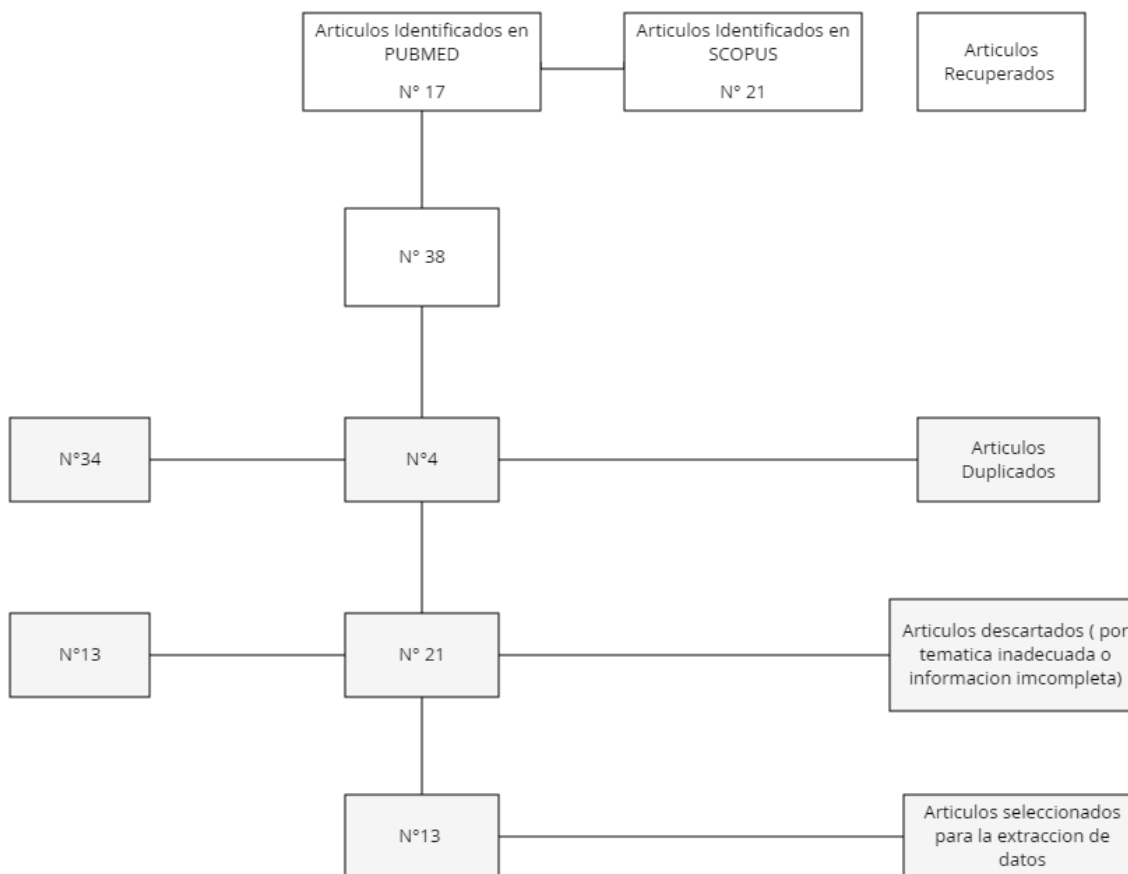 Articulos Identificados en
PUBMED
N° 17
Articulos Identificados en
SCOPUS
N° 21
Articulos
Recuperados
N° 38
N°34
N°4
Articulos
Duplicados
N°13
N° 21
Articulos descartados ( por
tematica inadecuada o
informacion imcompleta)
N°13
Articulos seleccionados
para la extraccion de
datos